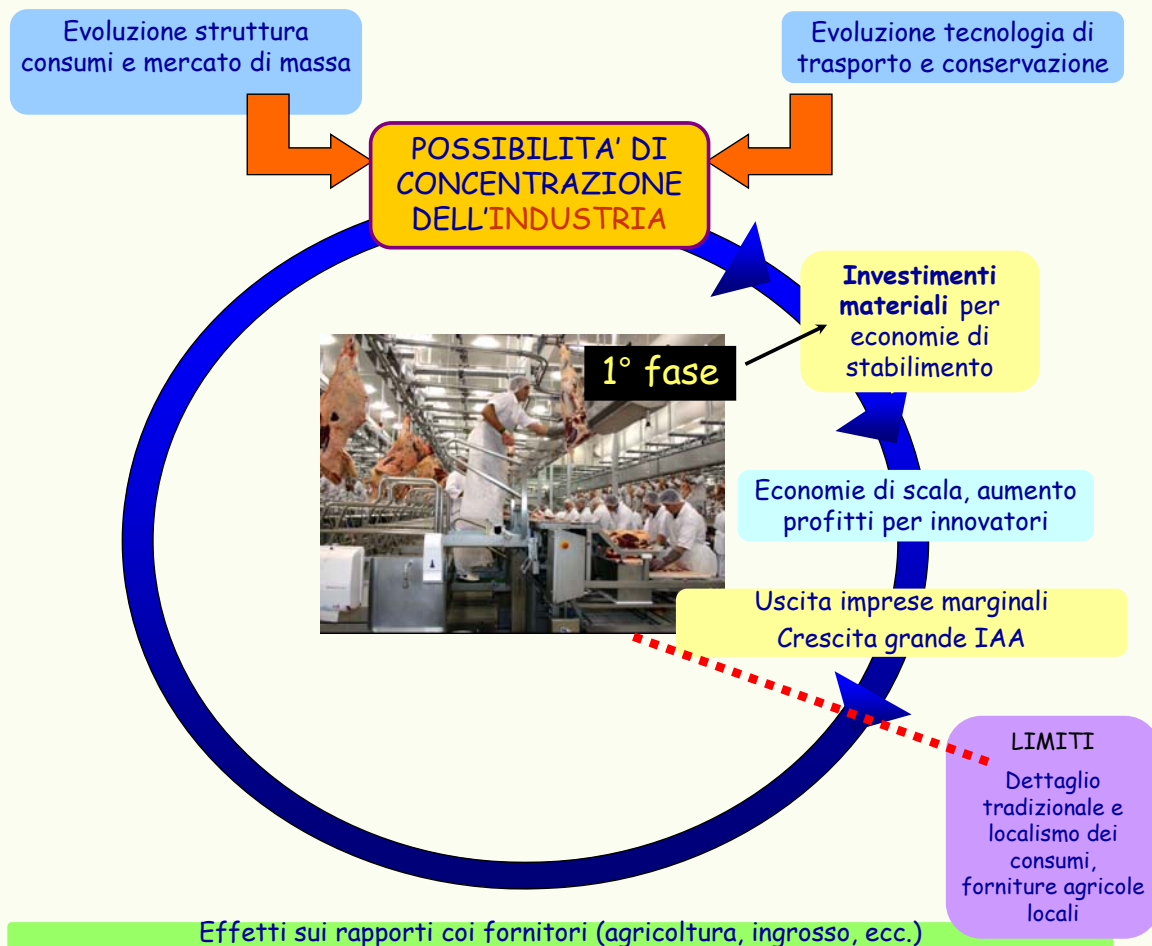 Evoluzione struttura
consumi e mercato di massa
Evoluzione tecnologia di
trasporto e conservazione
POSSIBILITA' DI
CONCENTRAZIONE
DELL'INDUSTRIA
Investimenti
materiali per
economie di
stabilimento
1° fase
Economie di scala, aumento
profitti per innovatori
Uscita imprese marginali
Crescita grande IAA
LIMITI
Dettaglio
tradizionale e
localismo dei
consumi,
forniture agricole
locali
Effetti sui rapporti coi fornitori (agricoltura, ingrosso, ecc.)